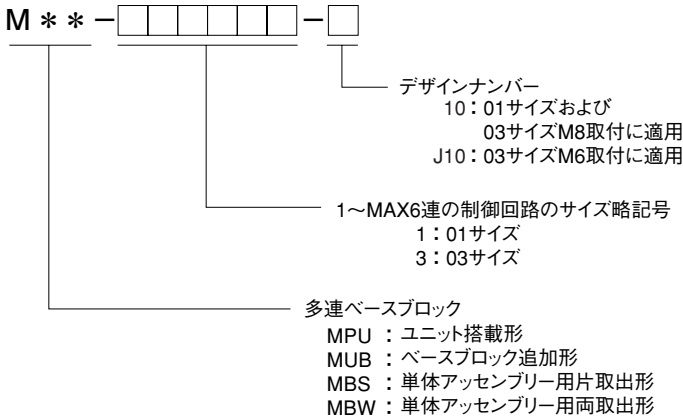 M＊＊－□□□□□□－□
デザインナンバー
10：01サイズおよび
03サイズM8取付に適用
J10：03サイズM6取付に適用
1～MAX6連の制御回路のサイズ略記号
1：01サイズ
3：03サイズ
多連ベースブロック
MPU ：ユニット搭載形
MUB ：ベースブロック追加形
MBS ：単体アッセンブリー用片取出形
MBW ：単体アッセンブリー用両取出形